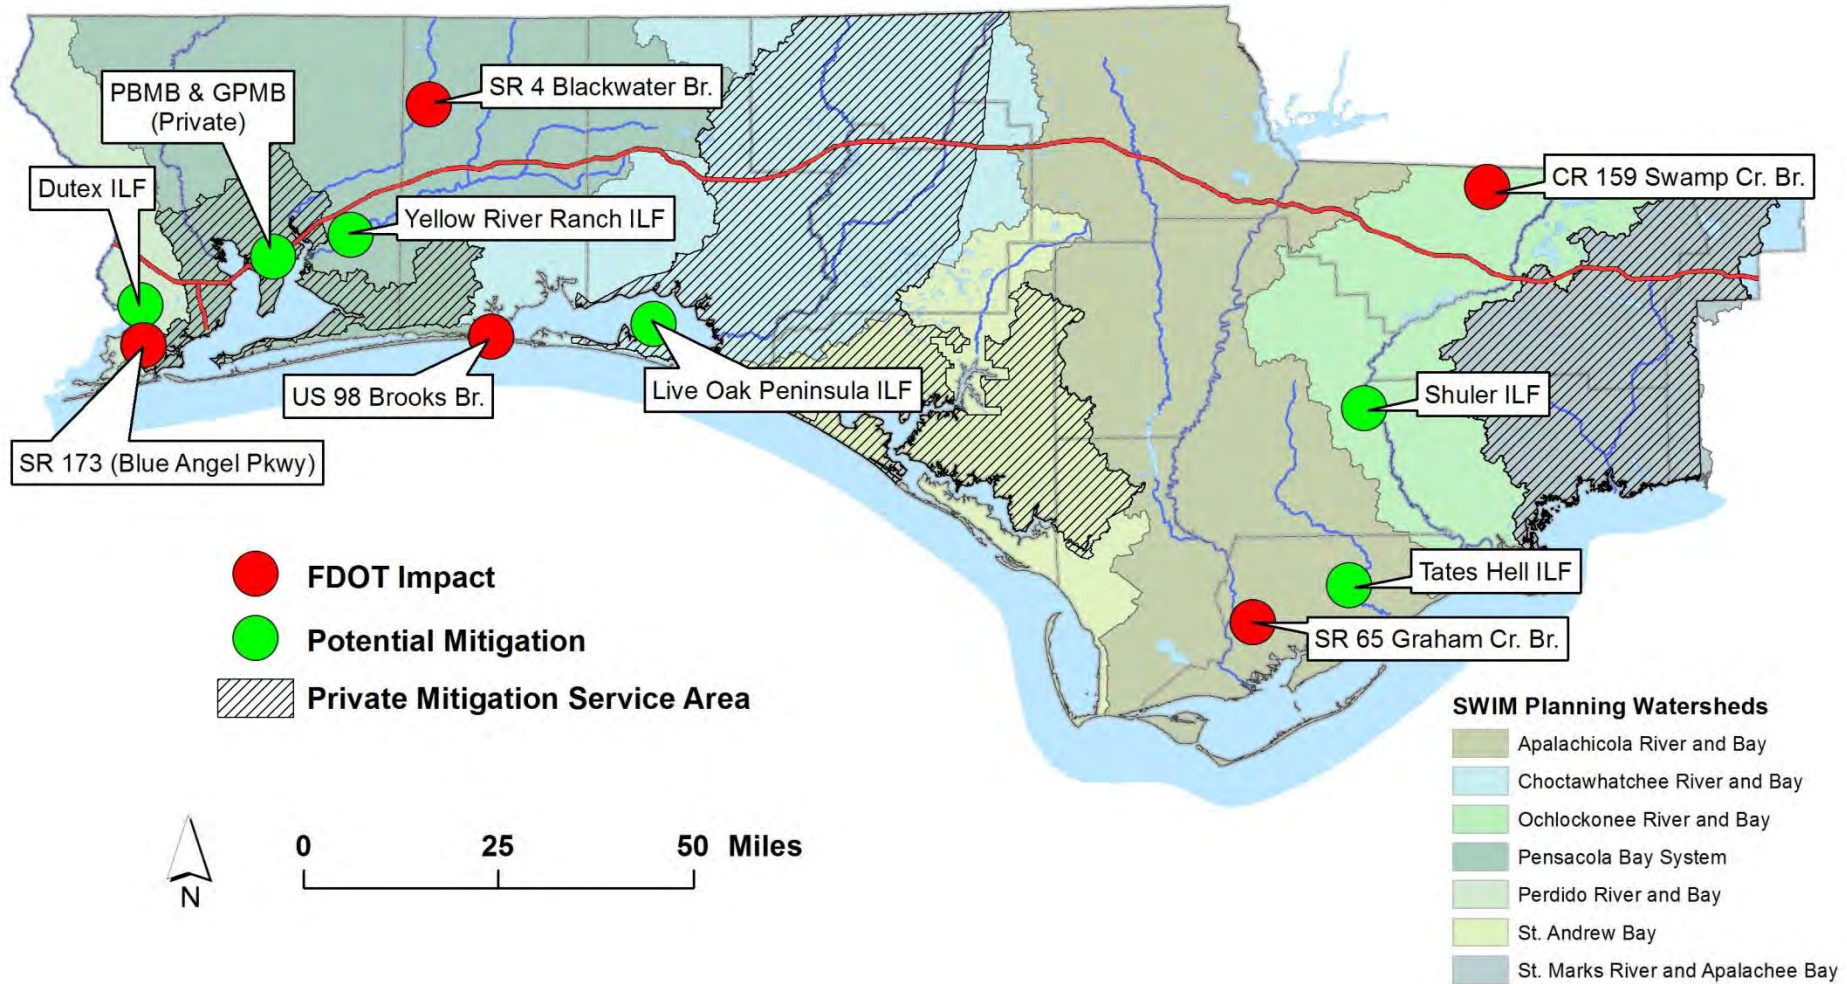 SR 4 Blackwater Br.
PBMB & GPMB
(Private)
CR 159 Swamp Cr. Br.
Dutex ILF
Yellow River Ranch ILF
US 98 Brooks Br.
Live Oak Peninsula ILF
Shuler ILF
SR 173 (Blue Angel Pkwy)
Tates Hell ILF
SR 65 Graham Cr. Br.
FDOT Impact
Potential Mitigation
Private Mitigation Service Area
SWIM Planning Watersheds
Apalachicola River and Bay
Choctawhatchee River and Bay
Ochlockonee River and Bay
Pensacola Bay System
Perdido River and Bay
St. Andrew Bay
St. Marks River and Apalachee Bay
N
0 25 50 Miles